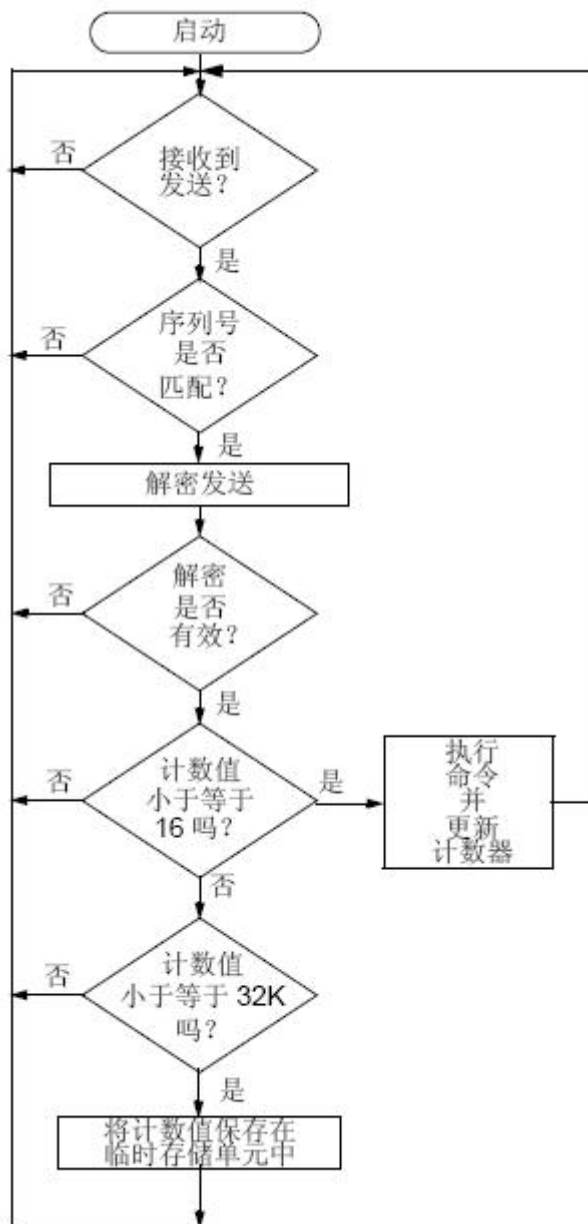 启动
否
接收到
发送？
是
否
序列号
是否
匹配？
是
解密发送
否
解密
是否
有效？
是
否
计数值
小于等于
16 吗？
是
执行
命令
并
更新
计数器
否
否
计数值
小于等于 32K
吗？
是
将计数值保存在
临时存储单元中